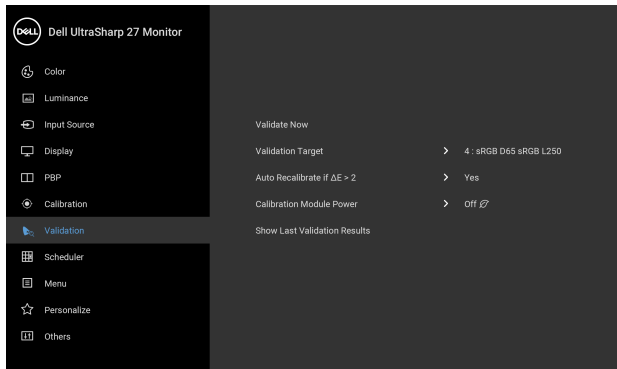 DELL
Dell UltraSharp 27 Monitor
Color
Luminance
Input Source
Display
PBP
Calibration
Validation
Scheduler
Menu
Personalize
Others
Validate Now
Validation Target 4 : sRGB D65 sRGB L250
Auto Recalibrate if ΔE > 2 Yes
Calibration Module Power Off
Show Last Validation Results